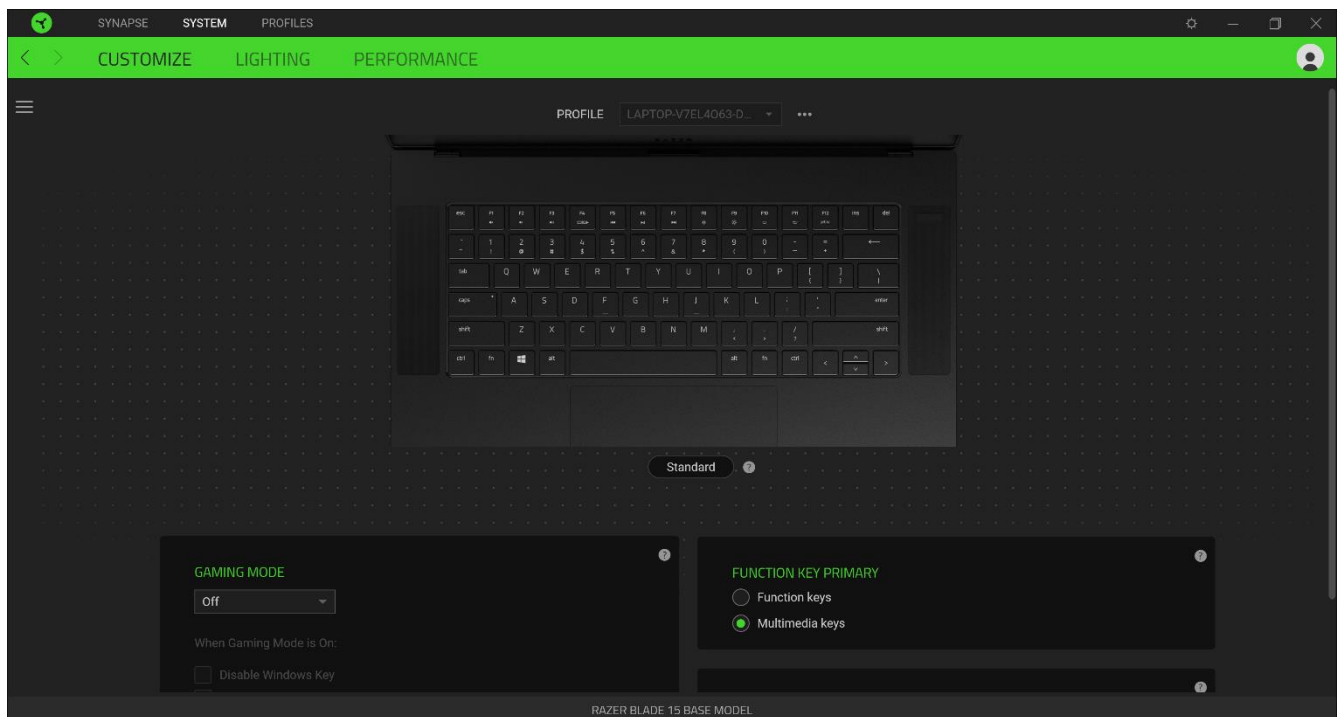 SYNAPSE SYSTEM PROFILES
CUSTOMIZE LIGHTING PERFORMANCE
PROFILE LAPTOP-V7EL4O63-D... •••
esc F1 F2 F3 F4 F5 F6 F7 F8 F9 F10 F11 F12 ins del
1 2 3 4 5 6 7 8 9 0 - =
tab Q W E R T Y U I O P [ ] \
caps A S D F G H J K L ; '  enter
shift Z X C V B N M , . / shift
ctrl fn alt alt fn ctrl < ^ >
Standard ?
GAMING MODE ?
Off
When Gaming Mode is On:
Disable Windows Key
FUNCTION KEY PRIMARY ?
Function keys
Multimedia keys
?
RAZER BLADE 15 BASE MODEL